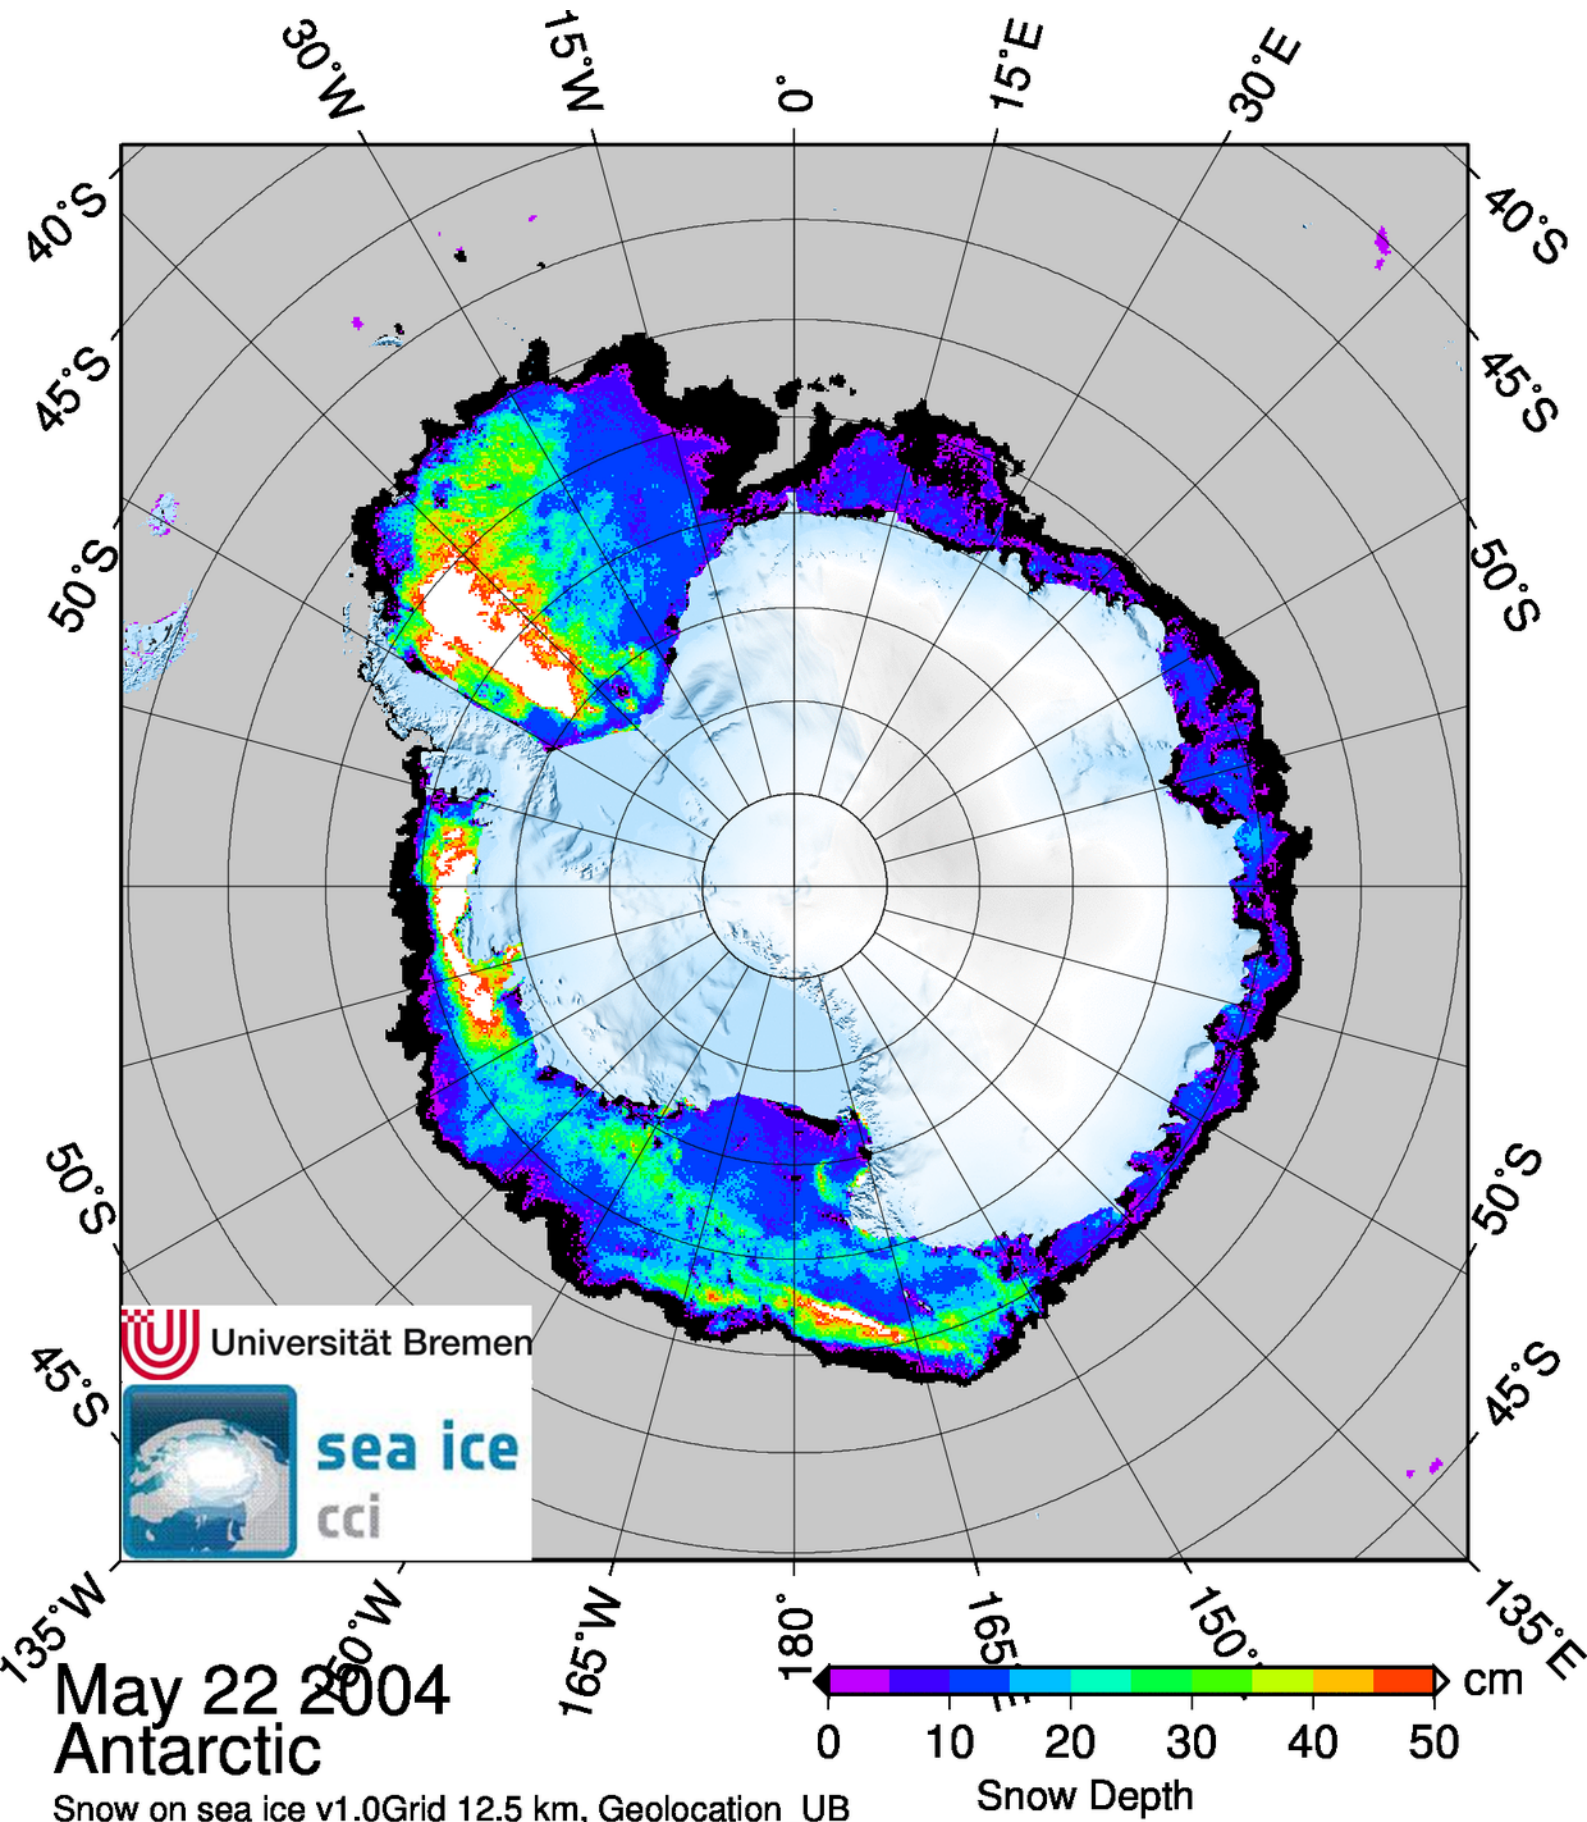 30°W 15°W 0° 15°E 30°E
40°S 40°S
45°S 45°S
50°S 50°S
50°S 50°S
45°S 45°S
Universität Bremen
sea ice
cci
135°W 150°W 165°W 180° 165°E 150° 135°E
May 22 2004
Antarctic
Snow on sea ice v1.0Grid 12.5 km, Geolocation UB
cm
0 10 20 30 40 50
Snow Depth